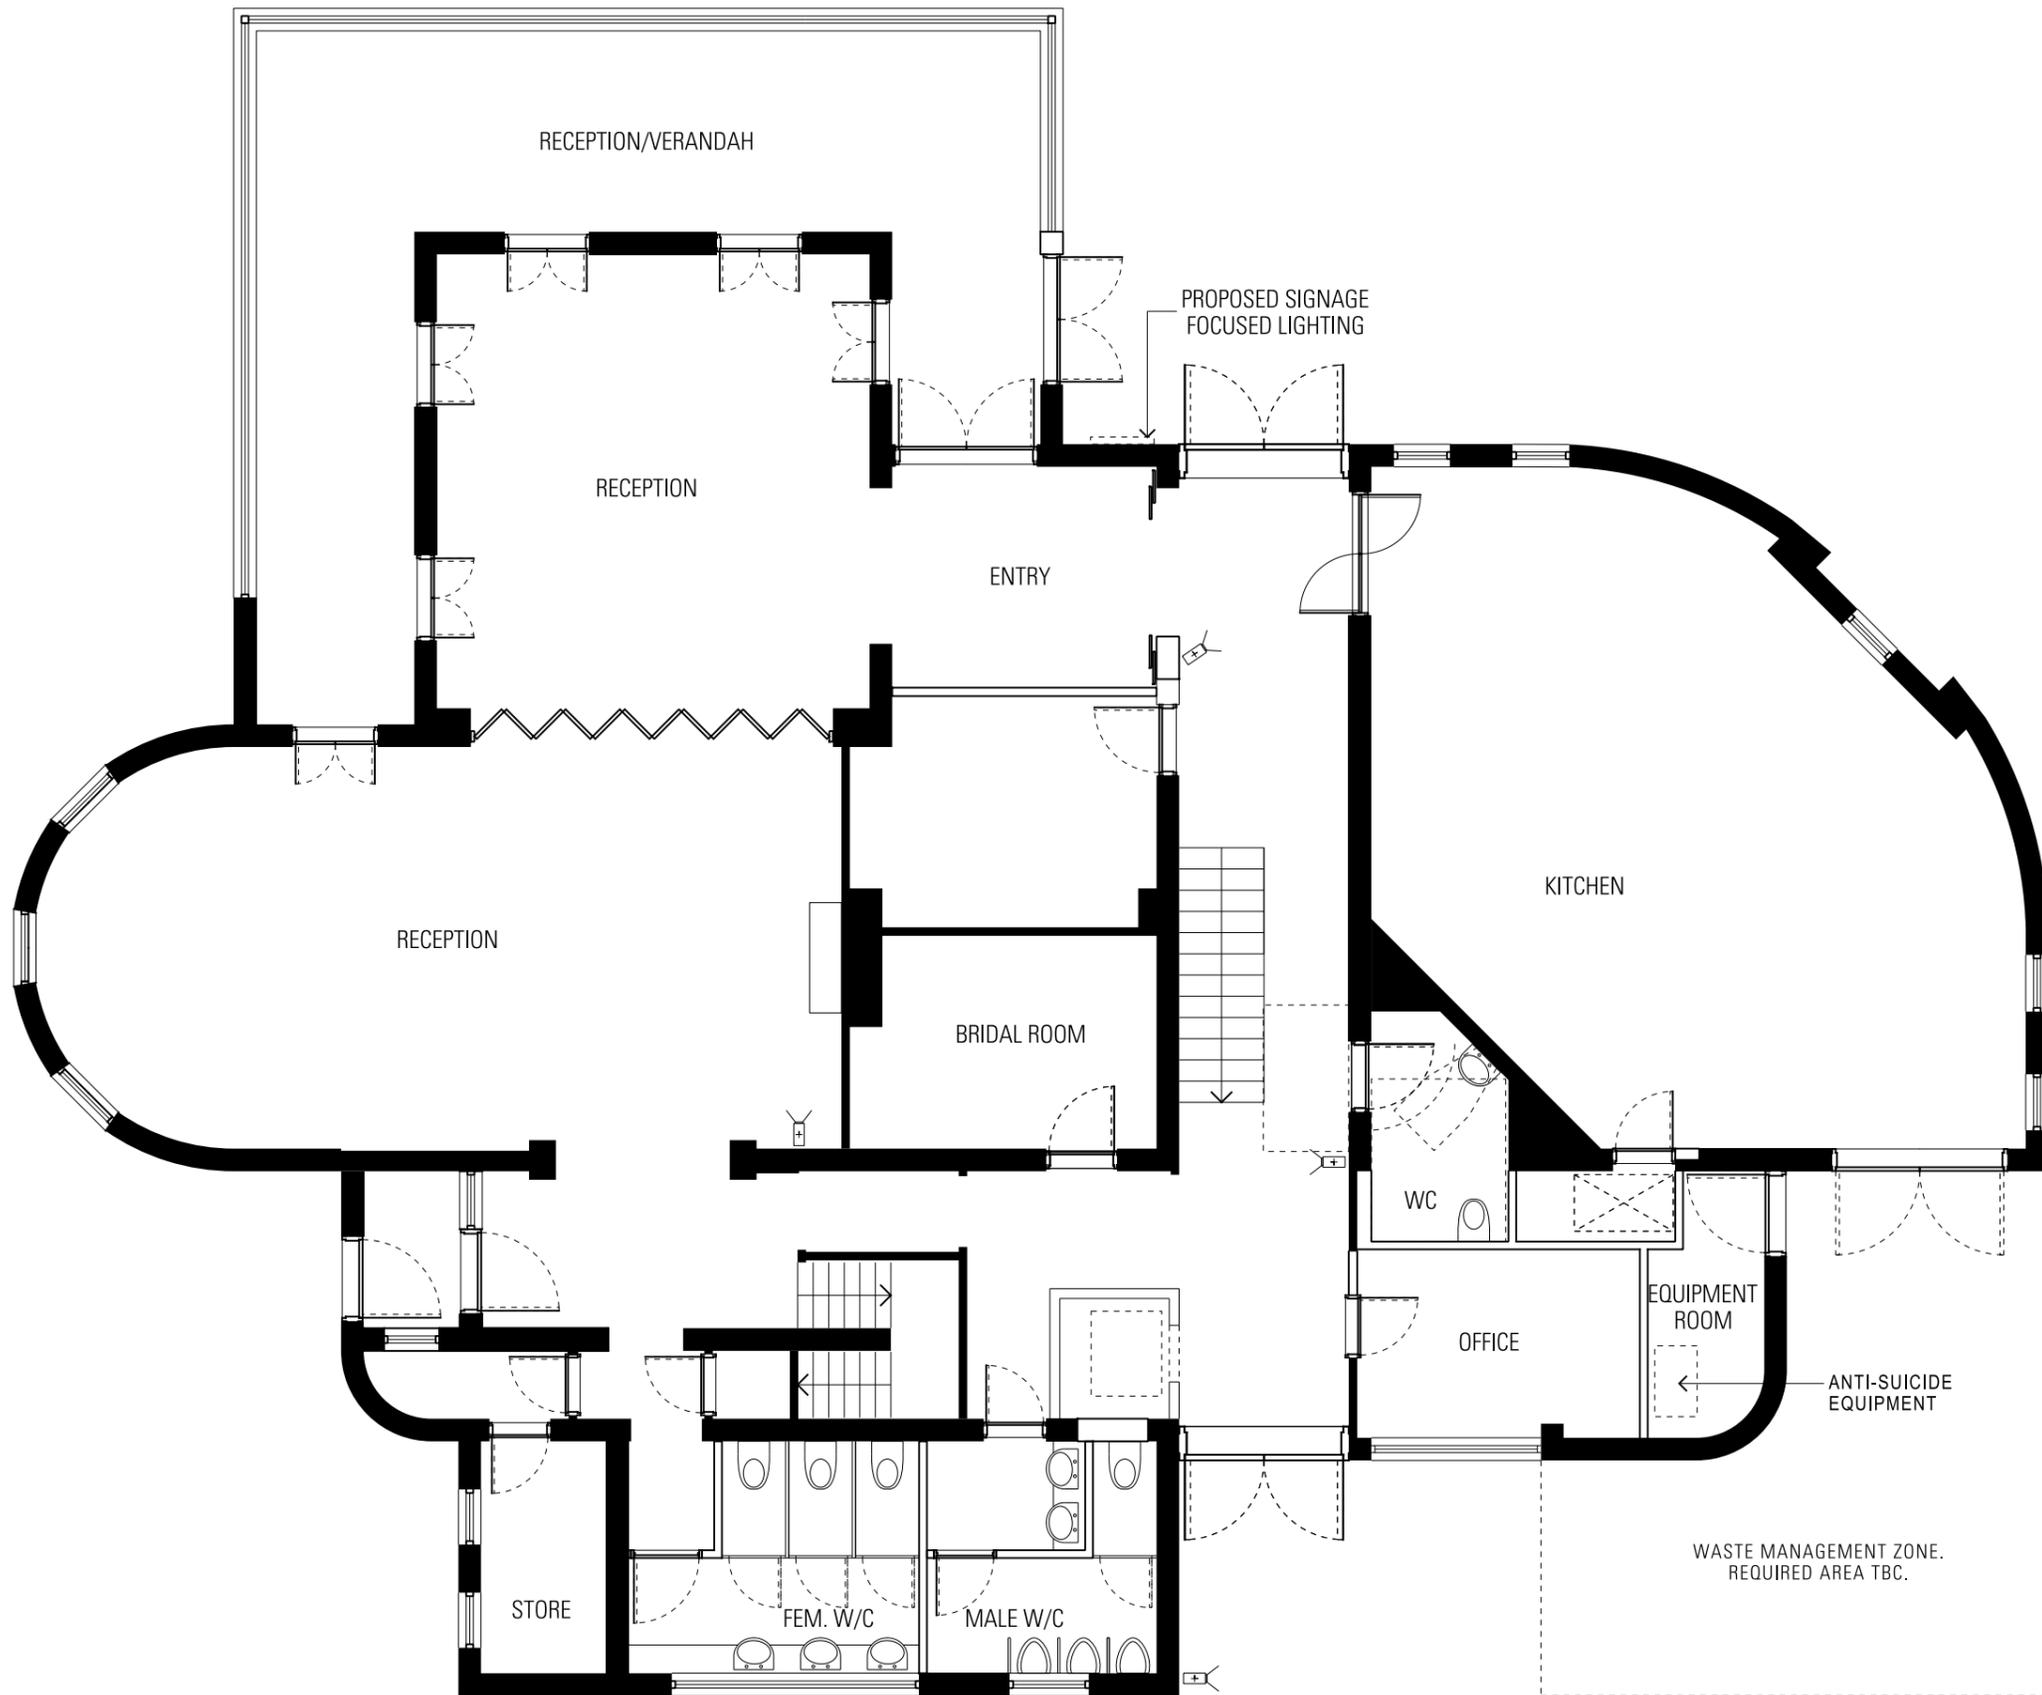 RECEPTION/VERANDAH
PROPOSED SIGNAGE
FOCUSED LIGHTING
RECEPTION
ENTRY
KITCHEN
RECEPTION
BRIDAL ROOM
WC
EQUIPMENT
ROOM
OFFICE
ANTI-SUICIDE
EQUIPMENT
WASTE MANAGEMENT ZONE.
REQUIRED AREA TBC.
STORE
FEM. W/C
MALE W/C